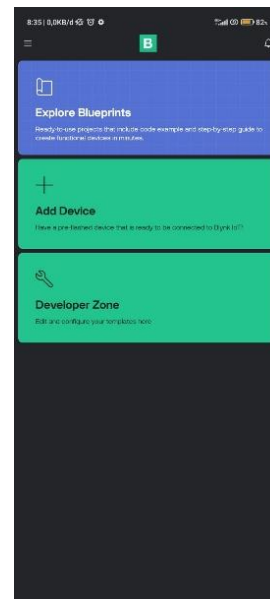 8:35 | 0,0KB/d
82%
B
Explore Blueprints
Ready-to-use projects that include code example and step-by-step guide to
create functional devices in minutes.
Add Device
Have a pre-flashed device that is ready to be connected to Blynk IoT?
Developer Zone
Edit and configure your templates here